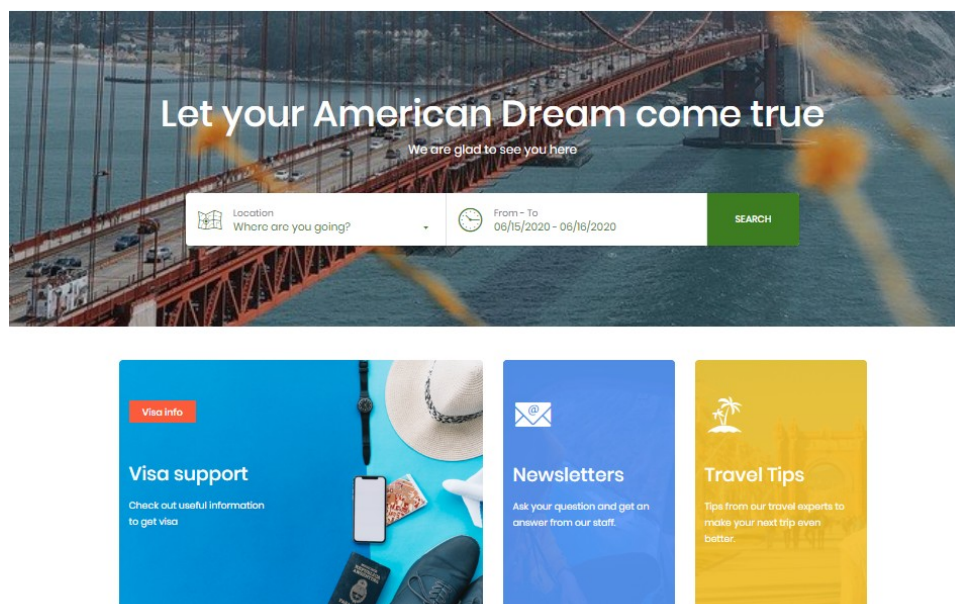 Let your American Dream come true
We are glad to see you here
Location
Where are you going?
From - To
06/15/2020 - 06/16/2020
SEARCH
Visa info
Visa support
Check out useful information
to get visa
Newsletters
Ask your question and get an
answer from our staff.
Travel Tips
Tips from our travel experts to
make your next trip even
better.